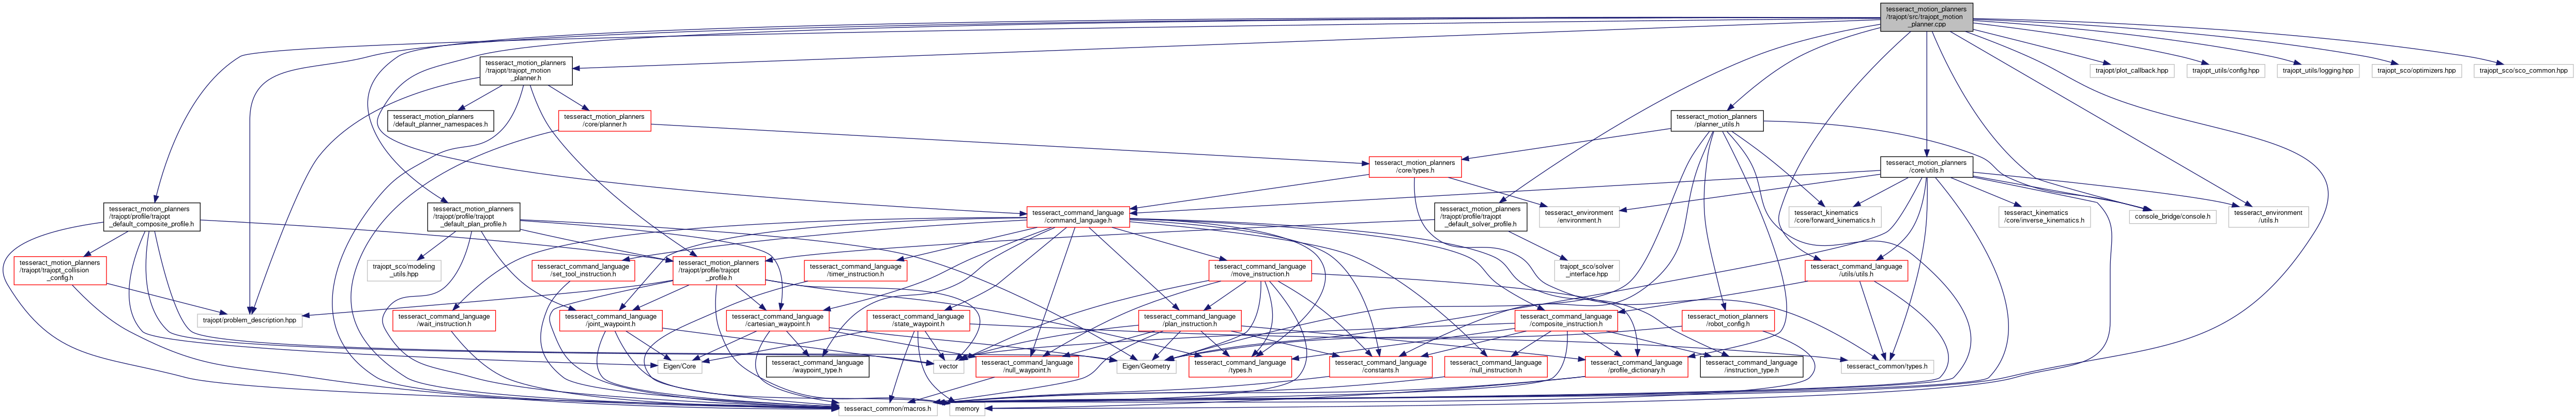 tesseract_motion_planners
/trajopt/src/trajopt_motion
_planner.cpp
tesseract_motion_planners
/trajopt/trajopt_motion
_planner.h
trajopt/plot_callback.hpp
trajopt_utils/config.hpp
trajopt_utils/logging.hpp
trajopt_sco/optimizers.hpp
trajopt_sco/sco_common.hpp
tesseract_motion_planners
/default_planner_namespaces.h
tesseract_motion_planners
/core/planner.h
tesseract_motion_planners
/planner_utils.h
tesseract_motion_planners
/core/types.h
tesseract_motion_planners
/core/utils.h
tesseract_motion_planners
/trajopt/profile/trajopt
_default_composite_profile.h
tesseract_motion_planners
/trajopt/profile/trajopt
_default_plan_profile.h
tesseract_command_language
/command_language.h
tesseract_motion_planners
/trajopt/profile/trajopt
_default_solver_profile.h
tesseract_environment
/environment.h
tesseract_kinematics
/core/forward_kinematics.h
tesseract_kinematics
/core/inverse_kinematics.h
console_bridge/console.h
tesseract_environment
/utils.h
tesseract_motion_planners
/trajopt/trajopt_collision
_config.h
trajopt_sco/modeling
_utils.hpp
tesseract_command_language
/set_tool_instruction.h
tesseract_motion_planners
/trajopt/profile/trajopt
_profile.h
tesseract_command_language
/timer_instruction.h
tesseract_command_language
/move_instruction.h
trajopt_sco/solver
_interface.hpp
tesseract_command_language
/utils/utils.h
trajopt/problem_description.hpp
tesseract_command_language
/wait_instruction.h
tesseract_command_language
/joint_waypoint.h
tesseract_command_language
/cartesian_waypoint.h
tesseract_command_language
/state_waypoint.h
tesseract_command_language
/plan_instruction.h
tesseract_command_language
/composite_instruction.h
tesseract_motion_planners
/robot_config.h
Eigen/Core
tesseract_command_language
/waypoint_type.h
vector
tesseract_command_language
/null_waypoint.h
Eigen/Geometry
tesseract_command_language
/types.h
tesseract_command_language
/constants.h
tesseract_command_language
/null_instruction.h
tesseract_command_language
/profile_dictionary.h
tesseract_command_language
/instruction_type.h
tesseract_common/types.h
tesseract_common/macros.h
memory